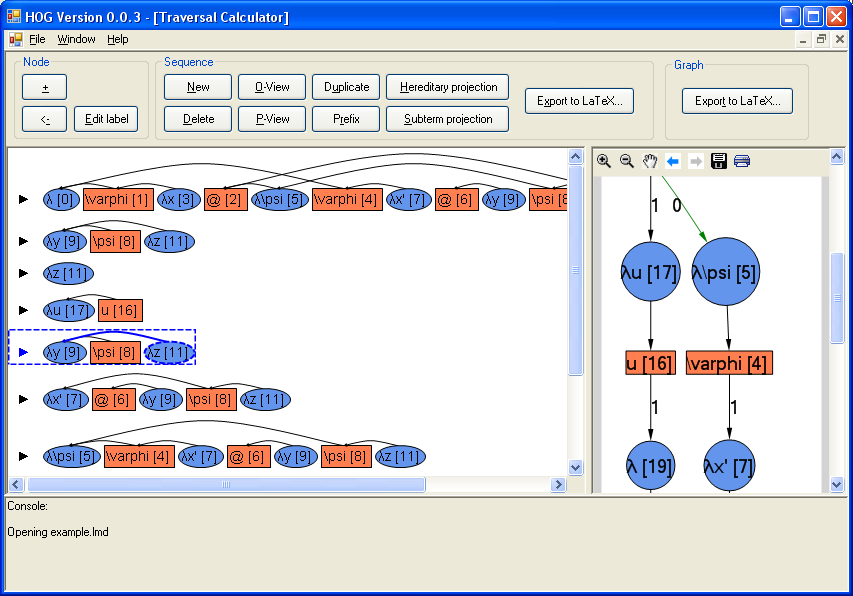 HOG Version 0.0.3 - [Traversal Calculator]
File Window Help
Node
+
<- Edit label
Sequence
New O-View Duplicate Hereditary projection
Delete P-View Prefix Subterm projection
Export to LaTeX...
Graph
Export to LaTeX...
λ [0] \varphi [1] λx [3] @ [2] λ\psi [5] \varphi [4] λx' [7] @ [6] λy [9] \psi [8
λy [9] \psi [8] λz [11]
λz [11]
λu [17] u [16]
λy [9] \psi [8] λz [11]
λx' [7] @ [6] λy [9] \psi [8] λz [11]
λ\psi [5] \varphi [4] λx' [7] @ [6] λy [9] \psi [8] λz [11]
1 0
λu [17] λ\psi [5]
u [16] \varphi [4]
1 1
λ [19] λx' [7]
Console:
Opening example.lmd